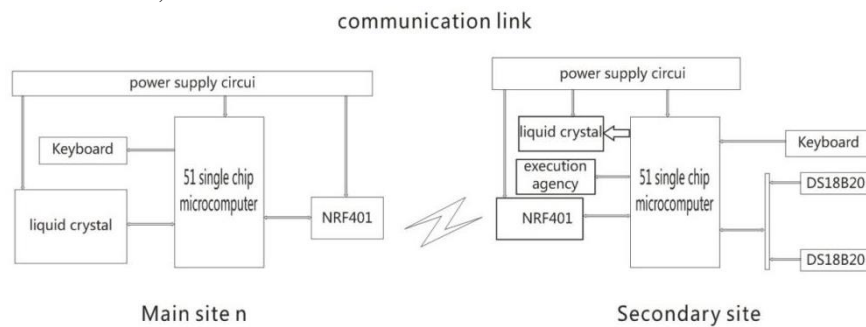 communication link
power supply circui
Keyboard
51 single chip
microcomputer
liquid crystal
NRF401
Main site n
power supply circui
liquid crystal
execution
agency
NRF401
51 single chip
microcomputer
Keyboard
DS18B20
DS18B20
Secondary site